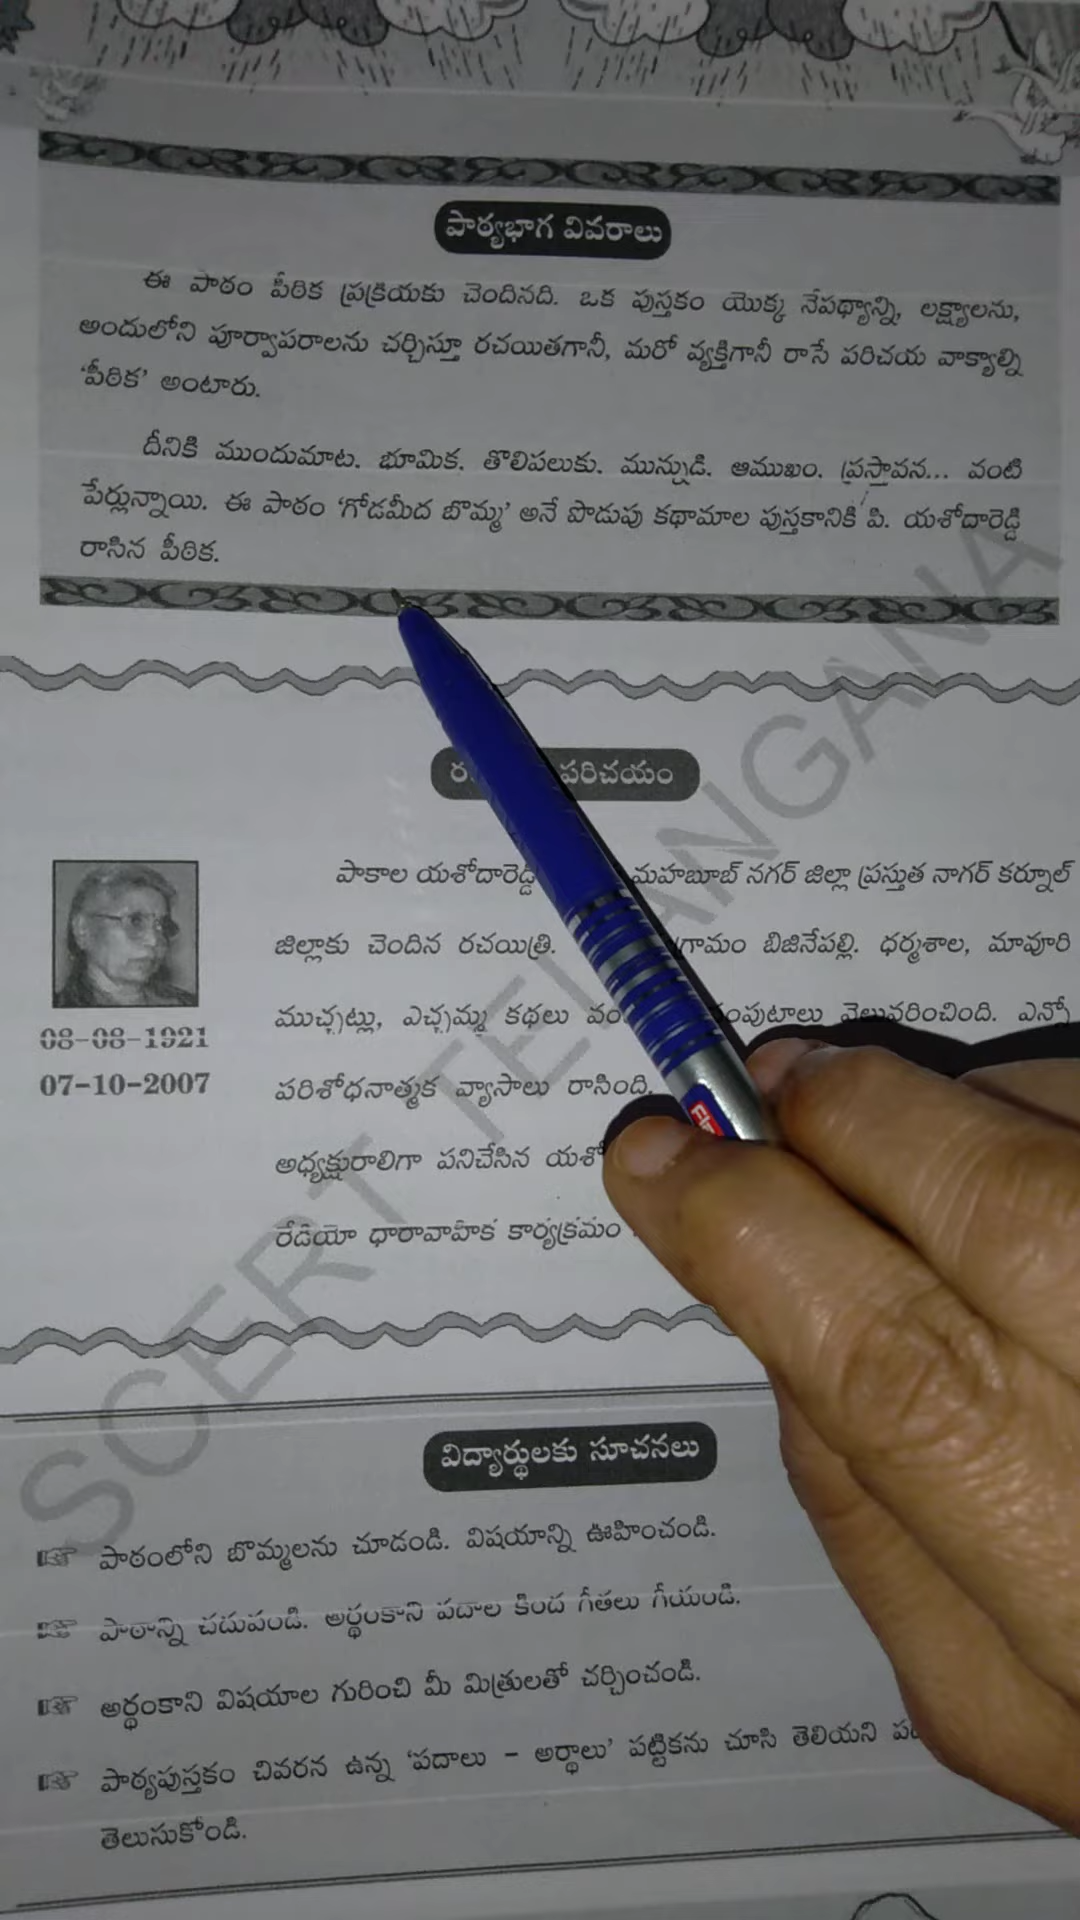 పాఠ్యభాగ వివరాలు
ఈ పాఠం పీఠిక ప్రక్రియకు చెందినది. ఒక పుస్తకం యొక్క నేపథ్యాన్ని, లక్ష్యాలను,
అందులోని పూర్వాపరాలను చర్చిస్తూ రచయితగానీ, మరో వ్యక్తిగానీ రాసే పరిచయ వాక్యాల్ని
‘పీఠిక’ అంటారు.
దీనికి ముందుమాట. భూమిక. తొలిపలుకు. మున్నుడి. ఆముఖం. ప్రస్తావన... వంటి
పేర్లున్నాయి. ఈ పాఠం ‘గోడమీద బొమ్మ’ అనే పొడుపు కథామాల పుస్తకానికి పి. యశోదారెడ్డి
రాసిన పీఠిక.
పరిచయం
పాకాల యశోదారెడ్డి మహబూబ్ నగర్ జిల్లా ప్రస్తుత నాగర్ కర్నూల్
జిల్లాకు చెందిన రచయిత్రి. బిజినేపల్లి. ధర్మశాల, మావూరి
ముచ్చట్లు, ఎచ్చమ్మ కథలు వెలువరించింది. ఎన్నో
08-08-1921
07-10-2007
పరిశోధనాత్మక వ్యాసాలు రాసింది.
అధ్యక్షురాలిగా పనిచేసిన
రేడియో ధారావాహిక కార్యక్రమం
విద్యార్థులకు సూచనలు
పాఠంలోని బొమ్మలను చూడండి. విషయాన్ని ఊహించండి.
పాఠాన్ని చదువండి. అర్థంకాని పదాల కింద గీతలు గీయండి.
అర్థంకాని విషయాల గురించి మీ మిత్రులతో చర్చించండి.
పాఠ్యపుస్తకం చివరన ఉన్న ‘పదాలు – అర్థాలు’ పట్టికను చూసి తెలియని
తెలుసుకోండి.
SCERT TELANGANA